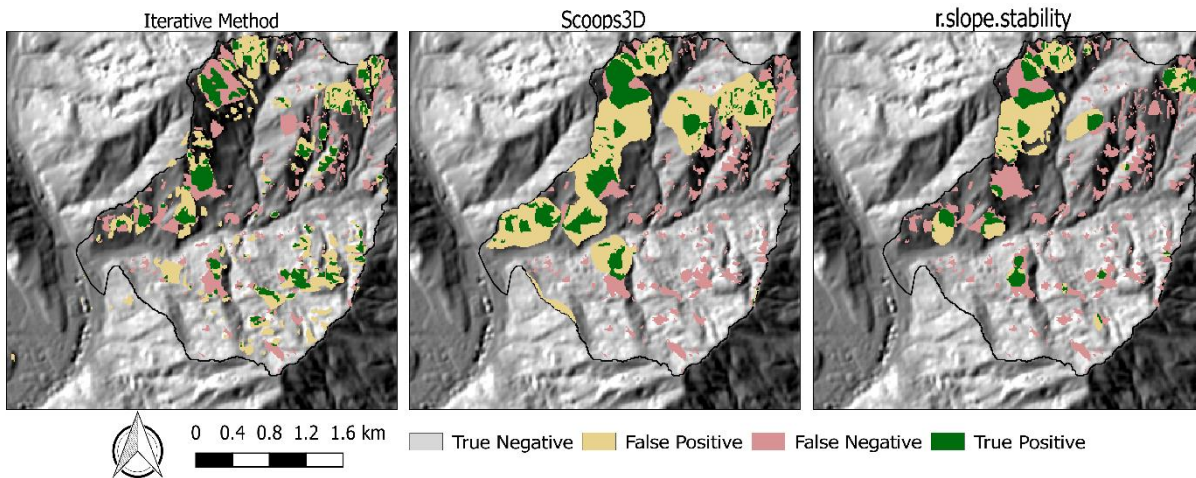 Iterative Method
Scoops3D
r.slope.stability
0 0.4 0.8 1.2 1.6 km
True Negative False Positive False Negative True Positive